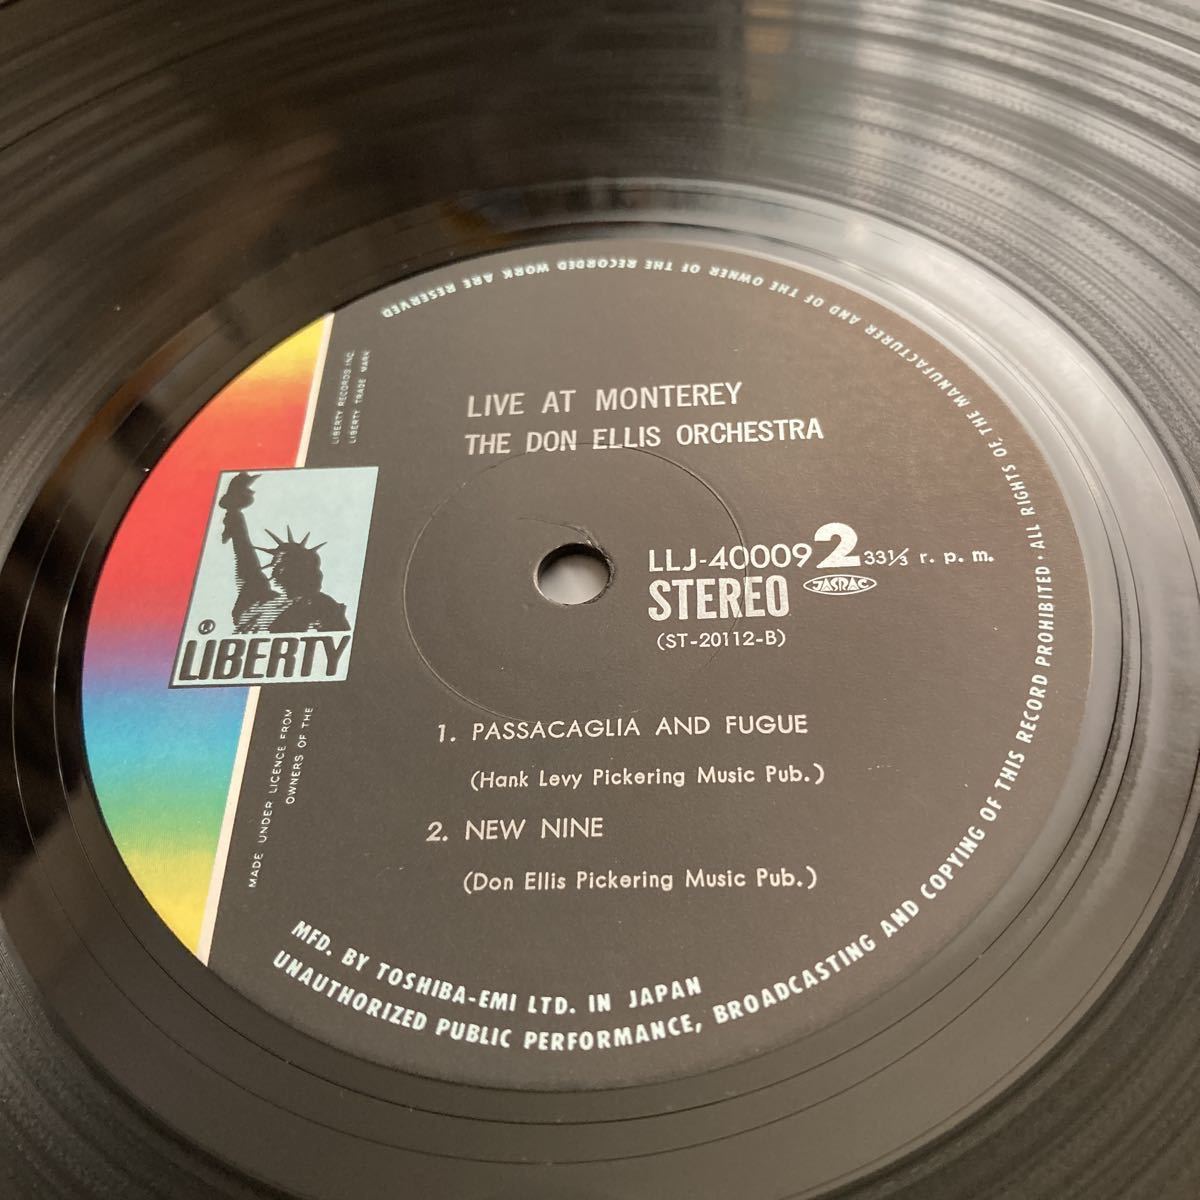 LIVE AT MONTEREY
THE DON ELLIS ORCHESTRA
LIBERTY RECORDS INC.
LIBERTY TRADE MARK
® LIBERTY
MADE UNDER LICENCE FROM
OWNERS OF THE
LLJ-40009 2 33⅓ r. p. m.
STEREO JASRAC
(ST-20112-B)
1. PASSACAGLIA AND FUGUE
(Hank Levy Pickering Music Pub.)
2. NEW NINE
(Don Ellis Pickering Music Pub.)
MFD. BY TOSHIBA-EMI LTD. IN JAPAN
UNAUTHORIZED PUBLIC PERFORMANCE, BROADCASTING AND COPYING OF THIS RECORD PROHIBITED · ALL RIGHTS OF THE MANUFACTURER AND OF THE OWNER OF THE RECORDED WORK ARE RESERVED